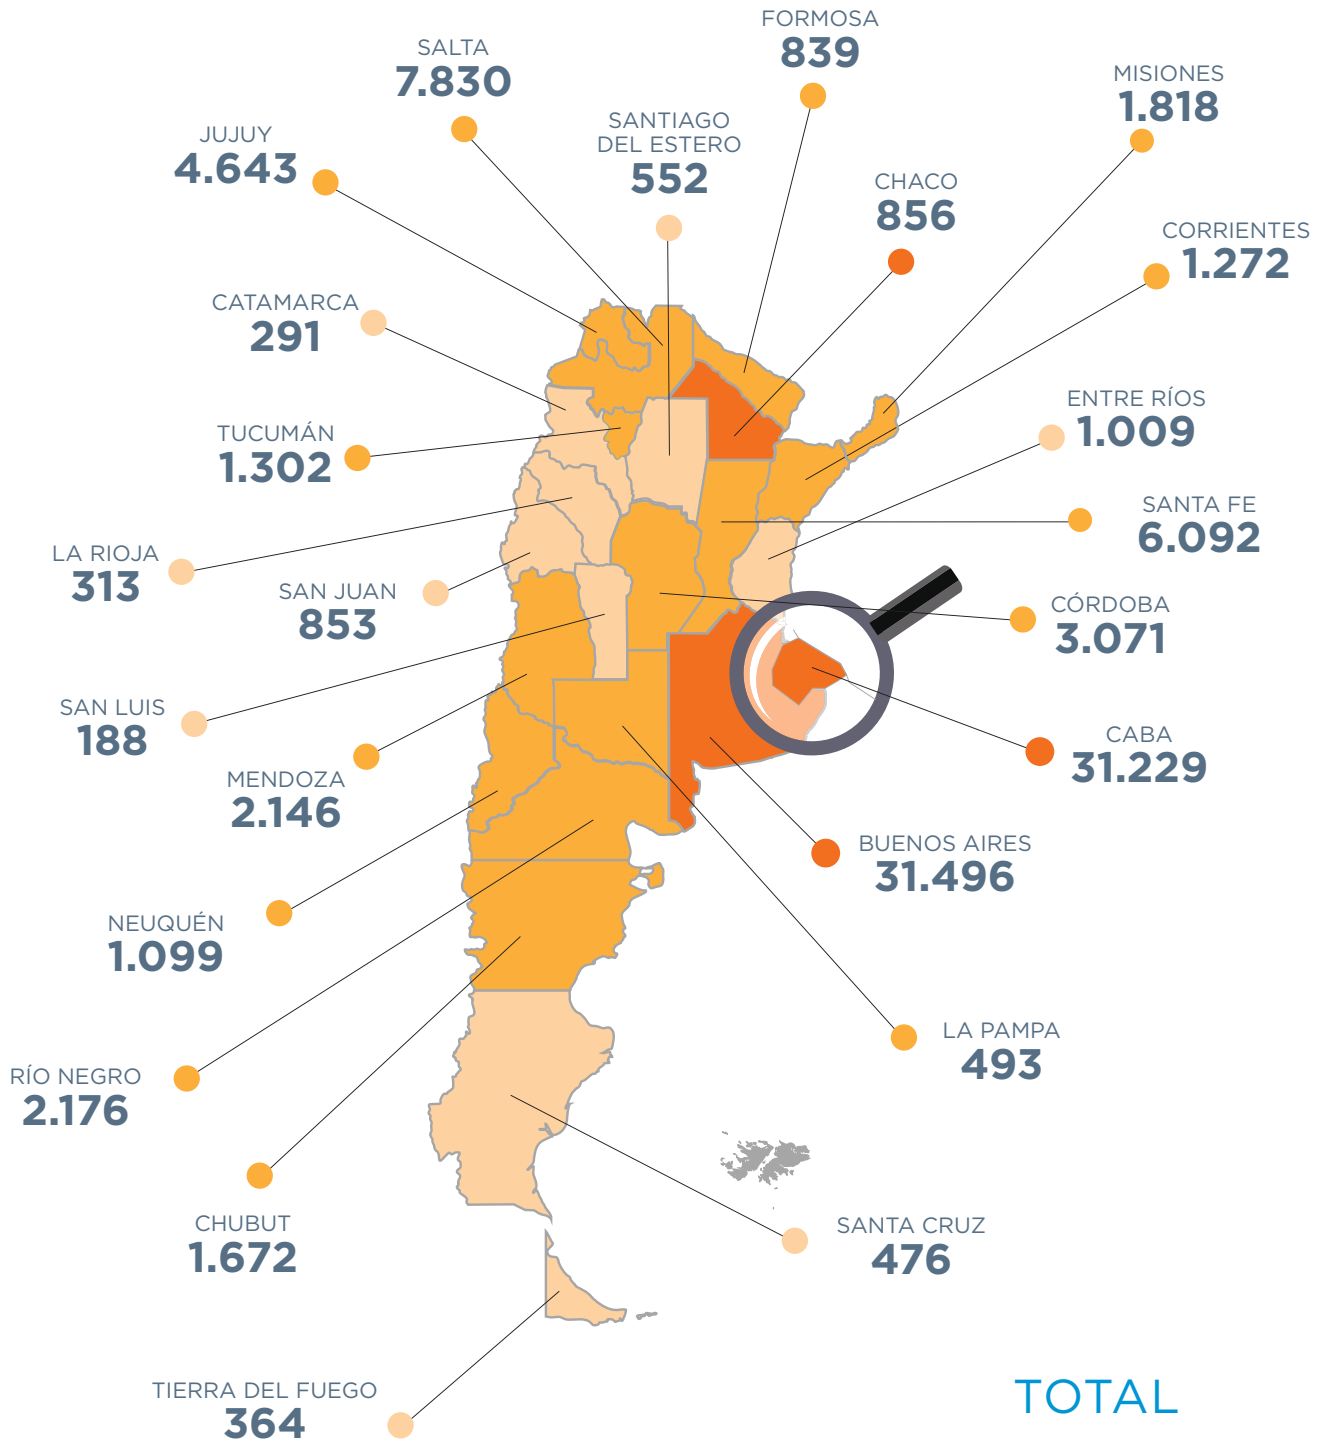 FORMOSA
839
SALTA
7.830
MISIONES
1.818
SANTIAGO
DEL ESTERO
552
JUJUY
4.643
CHACO
856
CORRIENTES
1.272
CATAMARCA
291
ENTRE RÍOS
1.009
TUCUMÁN
1.302
SANTA FE
6.092
LA RIOJA
313
SAN JUAN
853
CÓRDOBA
3.071
SAN LUIS
188
CABA
31.229
MENDOZA
2.146
BUENOS AIRES
31.496
NEUQUÉN
1.099
LA PAMPA
493
RÍO NEGRO
2.176
CHUBUT
1.672
SANTA CRUZ
476
TIERRA DEL FUEGO
364
TOTAL